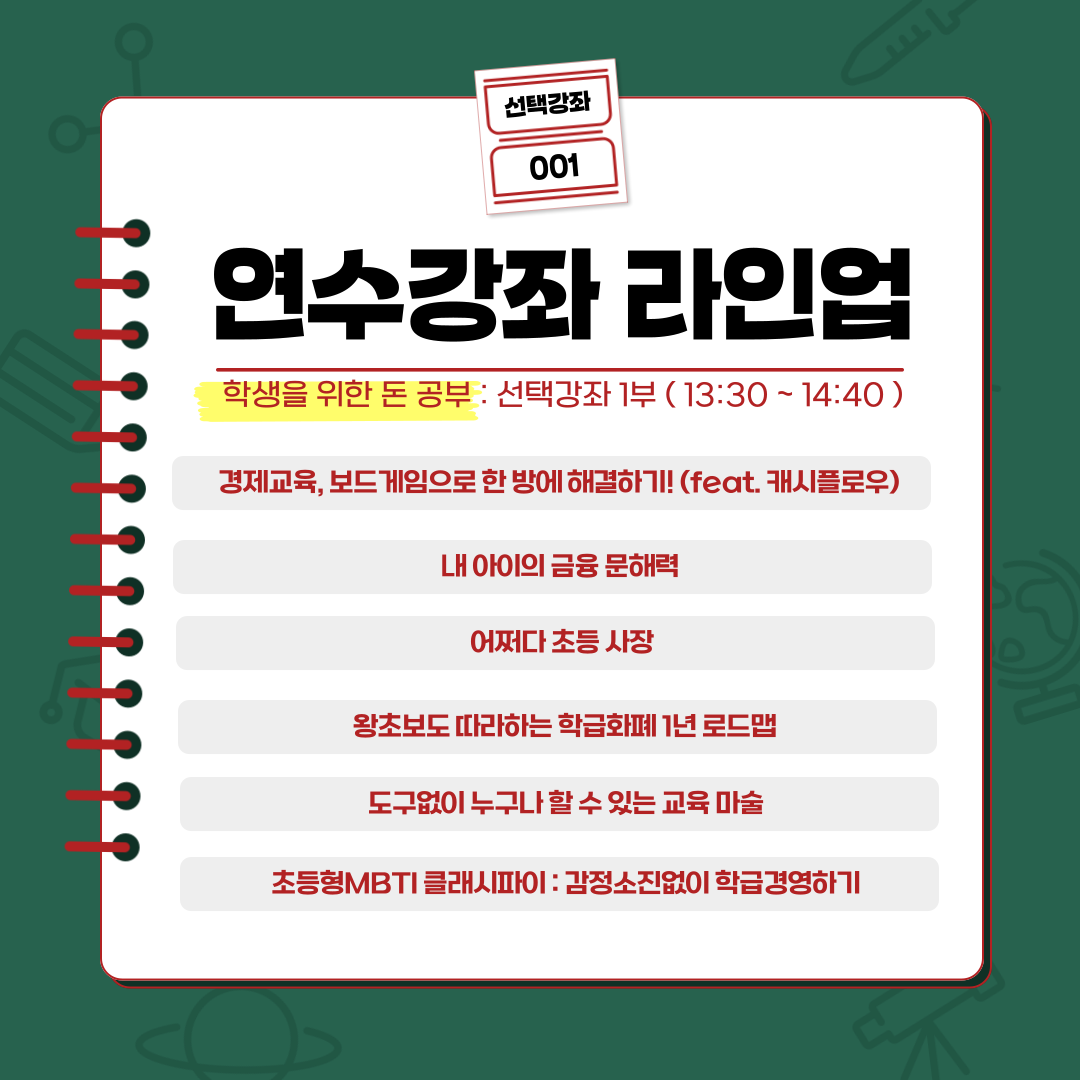 선택강좌
001
연수강좌 라인업
학생을 위한 돈 공부 : 선택강좌 1부 ( 13:30 ~ 14:40 )
경제교육, 보드게임으로 한 방에 해결하기! (feat. 캐시플로우)
내 아이의 금융 문해력
어쩌다 초등 사장
왕초보도 따라하는 학급화폐 1년 로드맵
도구없이 누구나 할 수 있는 교육 마술
초등형MBTI 클래시파이 : 감정소진없이 학급경영하기